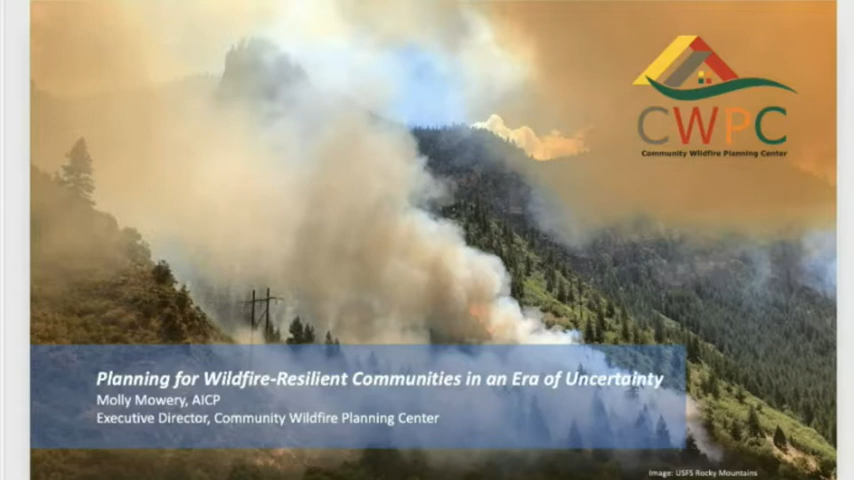 CWPC
Community Wildfire Planning Center
Planning for Wildfire-Resilient Communities in an Era of Uncertainty
Molly Mowery, AICP
Executive Director, Community Wildfire Planning Center
Image: USFS Rocky Mountains